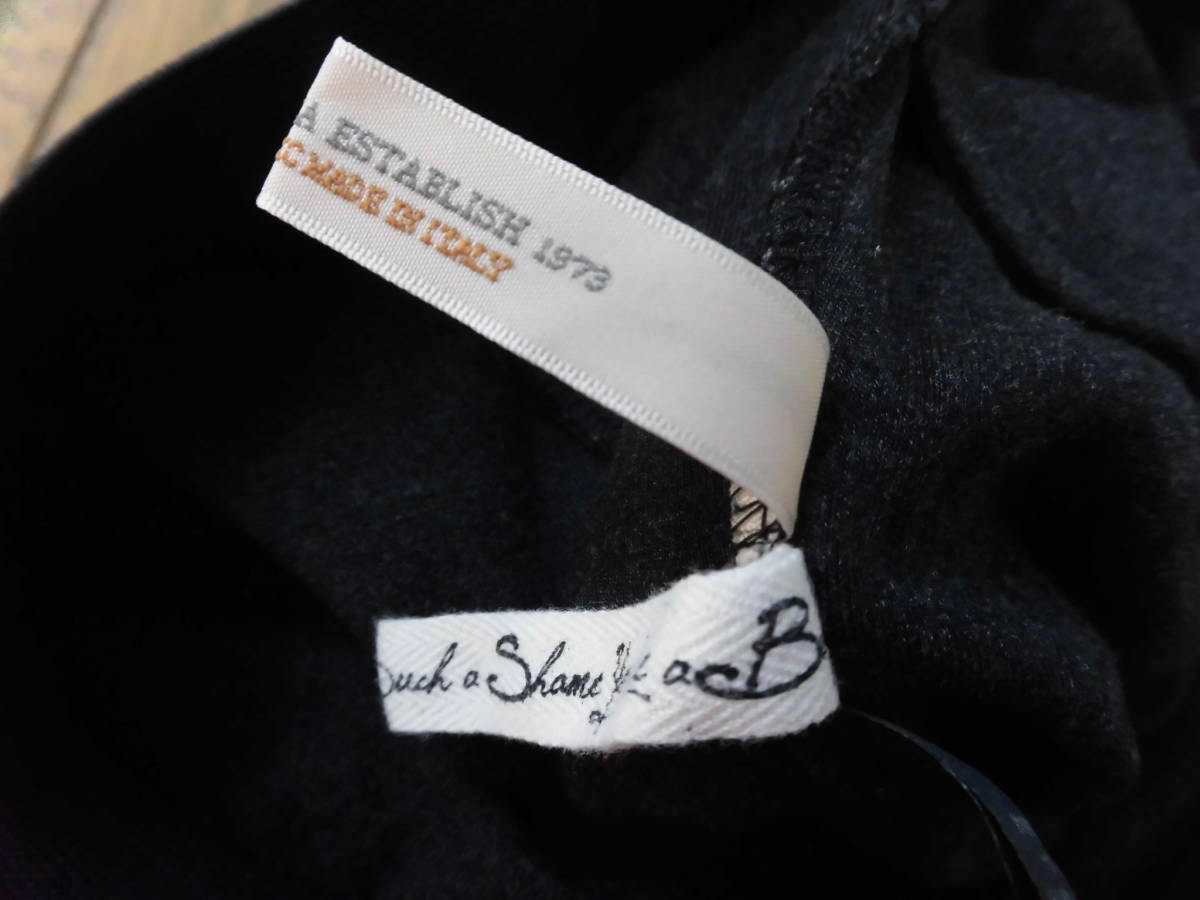 A ESTABLISH 1973
C MADE IN ITALY
Such a Shame
a B